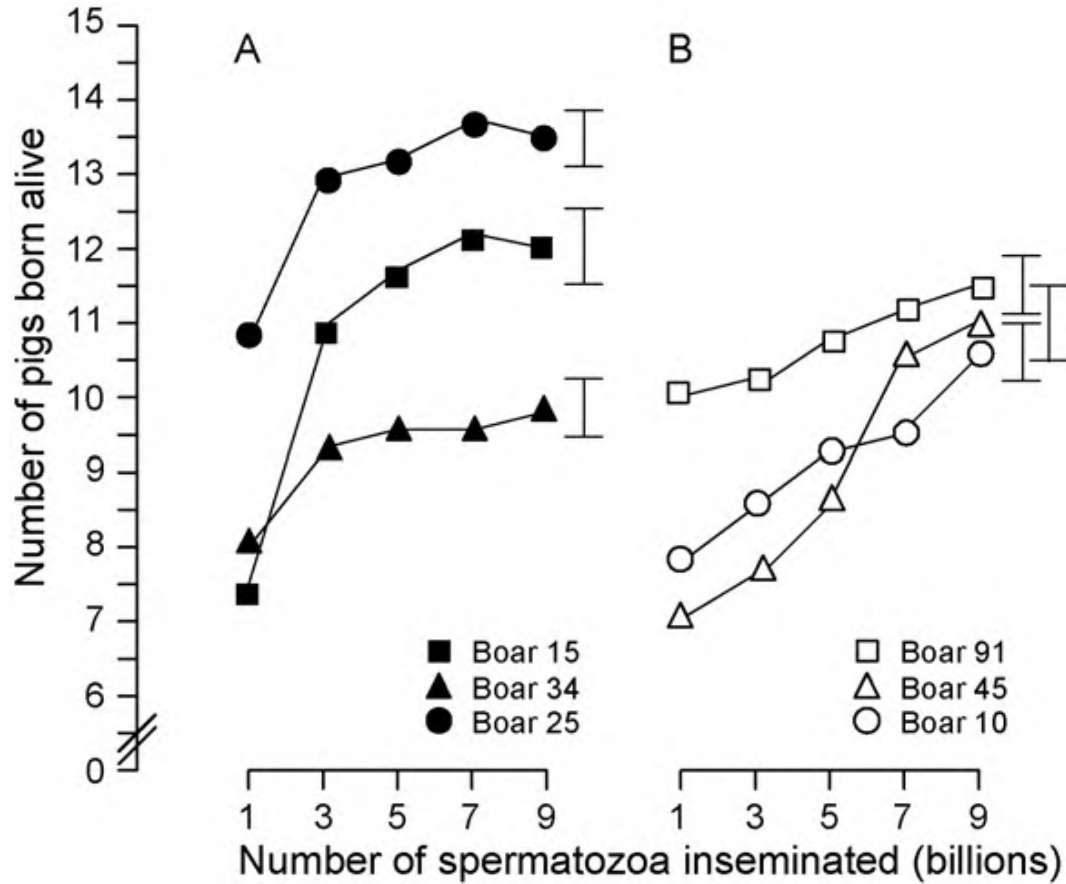 A
B
Number of pigs born alive
15
14
13
12
11
10
9
8
7
6
0
Boar 15
Boar 34
Boar 25
Boar 91
Boar 45
Boar 10
1 3 5 7 9
1 3 5 7 9
Number of spermatozoa inseminated (billions)